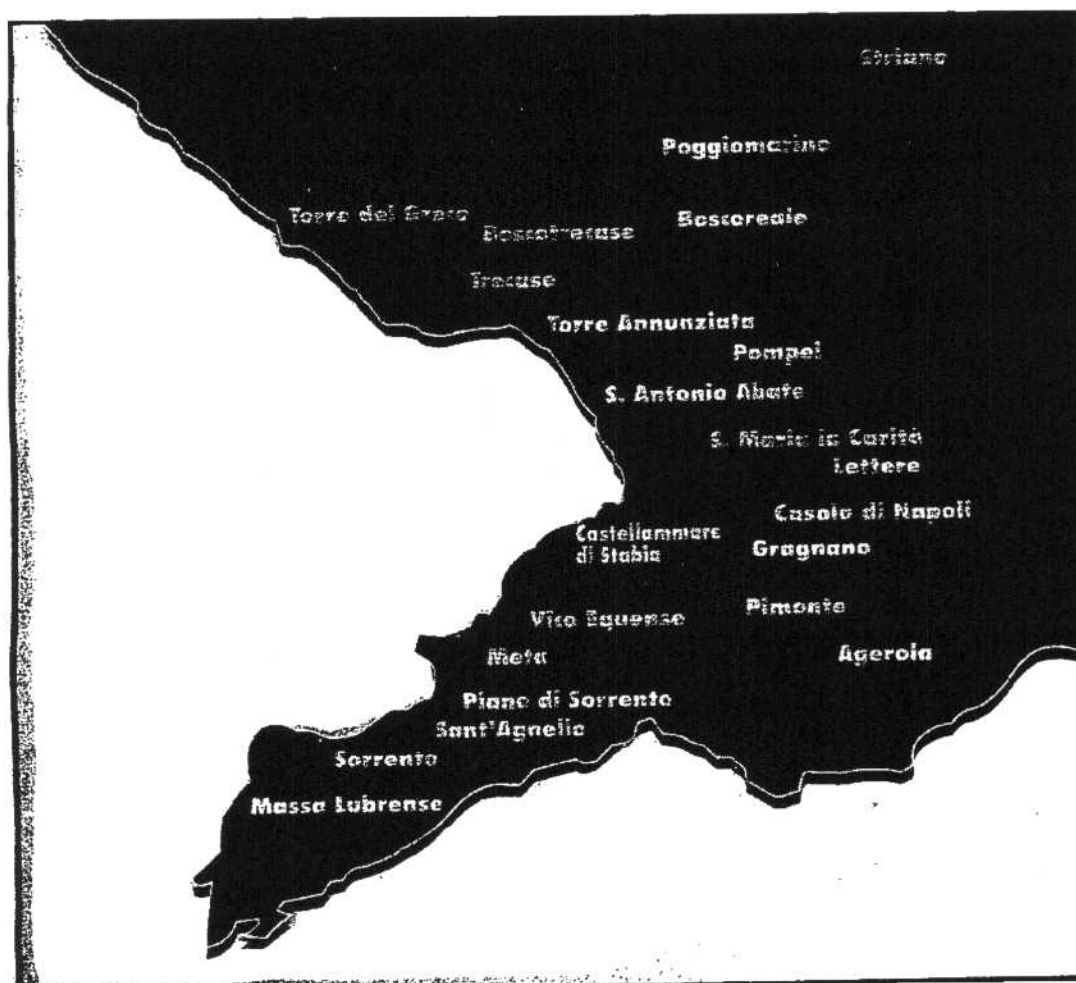 Striano
Poggiomarino
Torre del Greco
Boscotrecase
Boscoreale
Trecase
Torre Annunziata
Pompei
S. Antonio Abate
S. Maria la Carità
Lettere
Casola di Napoli
Castellammare
di Stabia
Gragnano
Pimonte
Vico Equense
Meta
Agerola
Piano di Sorrento
Sant'Agnello
Sorrento
Massa Lubrense